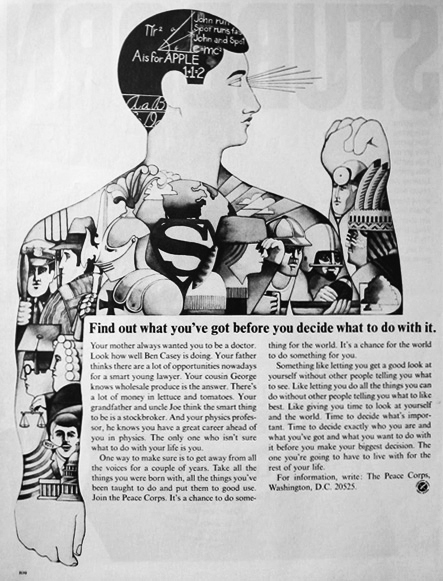 πr²
John run
Spot runs fa
John and Spot
e=mc²
A is for APPLE
1+1=2
AaB
S
Find out what you've got before you decide what to do with it.
Your mother always wanted you to be a doctor.
Look how well Ben Casey is doing. Your father
thinks there are a lot of opportunities nowadays
for a smart young lawyer. Your cousin George
knows wholesale produce is the answer. There's
a lot of money in lettuce and tomatoes. Your
grandfather and uncle Joe think the smart thing
to be is a stockbroker. And your physics profes-
sor, he knows you have a great career ahead of
you in physics. The only one who isn't sure
what to do with your life is you.
One way to make sure is to get away from all
the voices for a couple of years. Take all the
things you were born with, all the things you've
been taught to do and put them to good use.
Join the Peace Corps. It's a chance to do some-
thing for the world. It's a chance for the world
to do something for you.
Something like letting you get a good look at
yourself without other people telling you what
to see. Like letting you do all the things you can
do without other people telling you what to like
best. Like giving you time to look at yourself
and the world. Time to decide what's impor-
tant. Time to decide exactly who you are and
what you've got and what you want to do with
it before you make your biggest decision. The
one you're going to have to live with for the
rest of your life.
For information, write: The Peace Corps,
Washington, D.C. 20525.